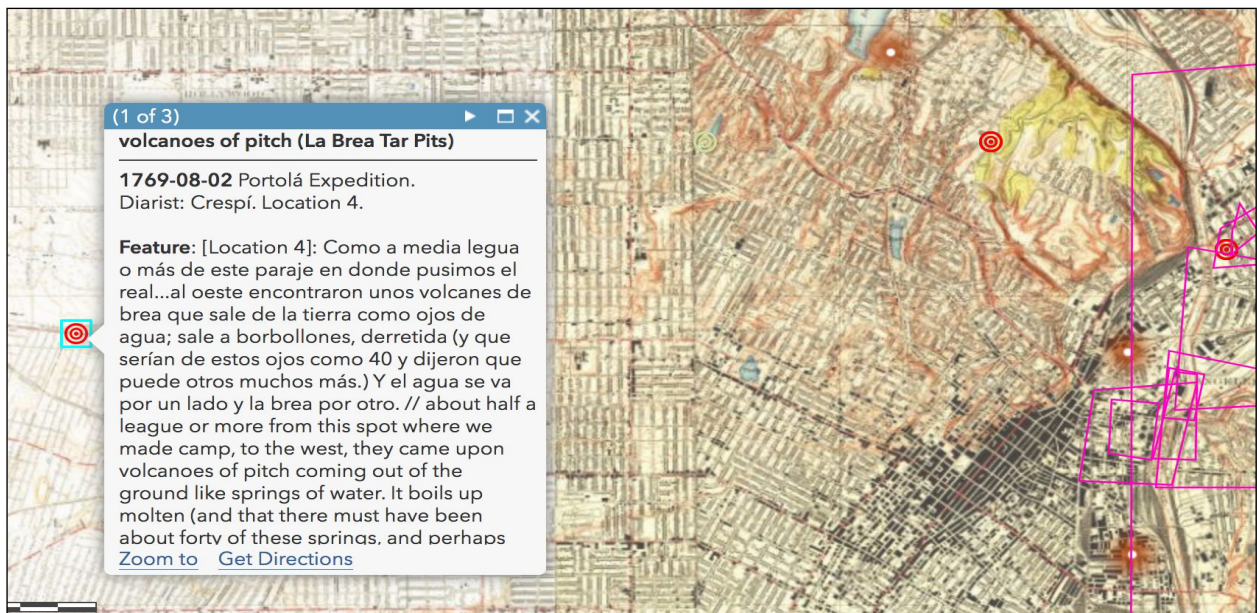 (1 of 3)
volcanoes of pitch (La Brea Tar Pits)
1769-08-02 Portolá Expedition.
Diarist: Crespí. Location 4.
Feature: [Location 4]: Como a media legua
o más de este paraje en donde pusimos el
real...al oeste encontraron unos volcanes de
brea que sale de la tierra como ojos de
agua; sale a borbollones, derretida (y que
serían de estos ojos como 40 y dijeron que
puede otros muchos más.) Y el agua se va
por un lado y la brea por otro. // about half a
league or more from this spot where we
made camp, to the west, they came upon
volcanoes of pitch coming out of the
ground like springs of water. It boils up
molten (and that there must have been
about forty of these springs, and perhaps
Zoom to Get Directions
HOLLYWOOD